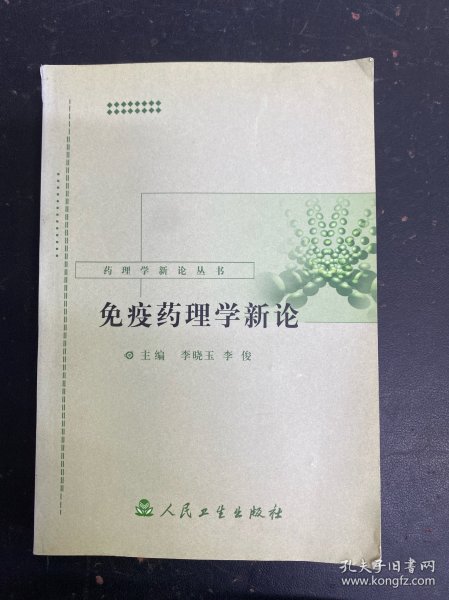 药理学新论丛书
免疫药理学新论
主编 李晓玉 李俊
人民卫生出版社
孔夫子旧书网
www.kongfz.com